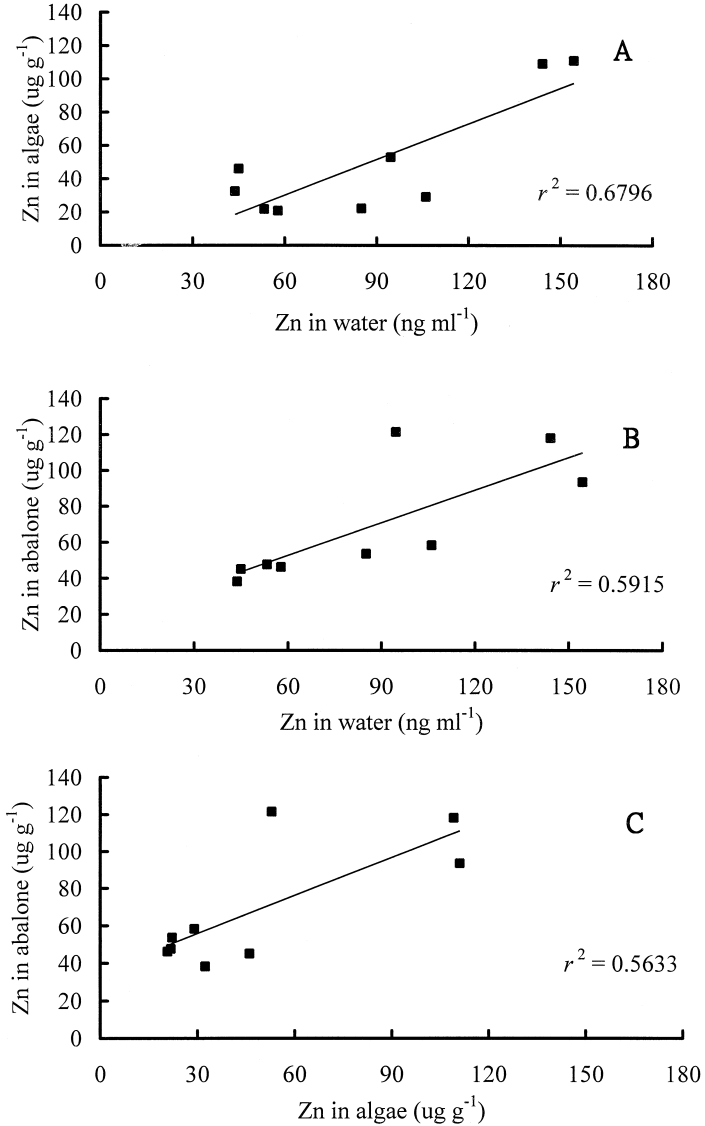 140
120
100
80
60
40
20
0
Zn in algae (ug g⁻¹)
A
r² = 0.6796
0 30 60 90 120 150 180
Zn in water (ng ml⁻¹)
140
120
100
80
60
40
20
0
Zn in abalone (ug g⁻¹)
B
r² = 0.5915
0 30 60 90 120 150 180
Zn in water (ng ml⁻¹)
140
120
100
80
60
40
20
0
Zn in abalone (ug g⁻¹)
C
r² = 0.5633
0 30 60 90 120 150 180
Zn in algae (ug g⁻¹)